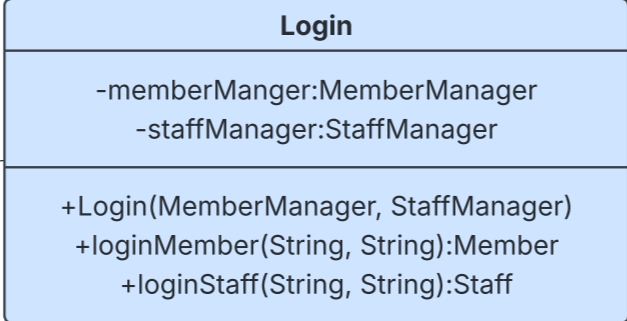 Login
-memberManger:MemberManager
-staffManager:StaffManager
+Login(MemberManager, StaffManager)
+loginMember(String, String):Member
+loginStaff(String, String):Staff